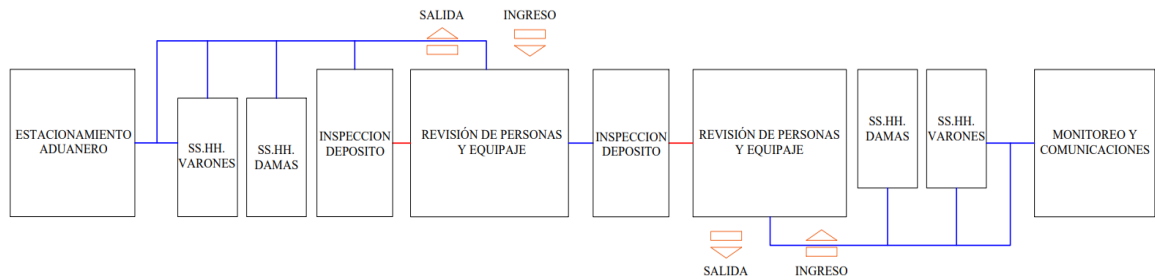 SALIDA
INGRESO
ESTACIONAMIENTO
ADUANERO
SS.HH.
VARONES
SS.HH.
DAMAS
INSPECCION
DEPOSITO
REVISIÓN DE PERSONAS
Y EQUIPAJE
INSPECCION
DEPOSITO
REVISIÓN DE PERSONAS
Y EQUIPAJE
SS.HH.
DAMAS
SS.HH.
VARONES
MONITOREO Y
COMUNICACIONES
SALIDA
INGRESO